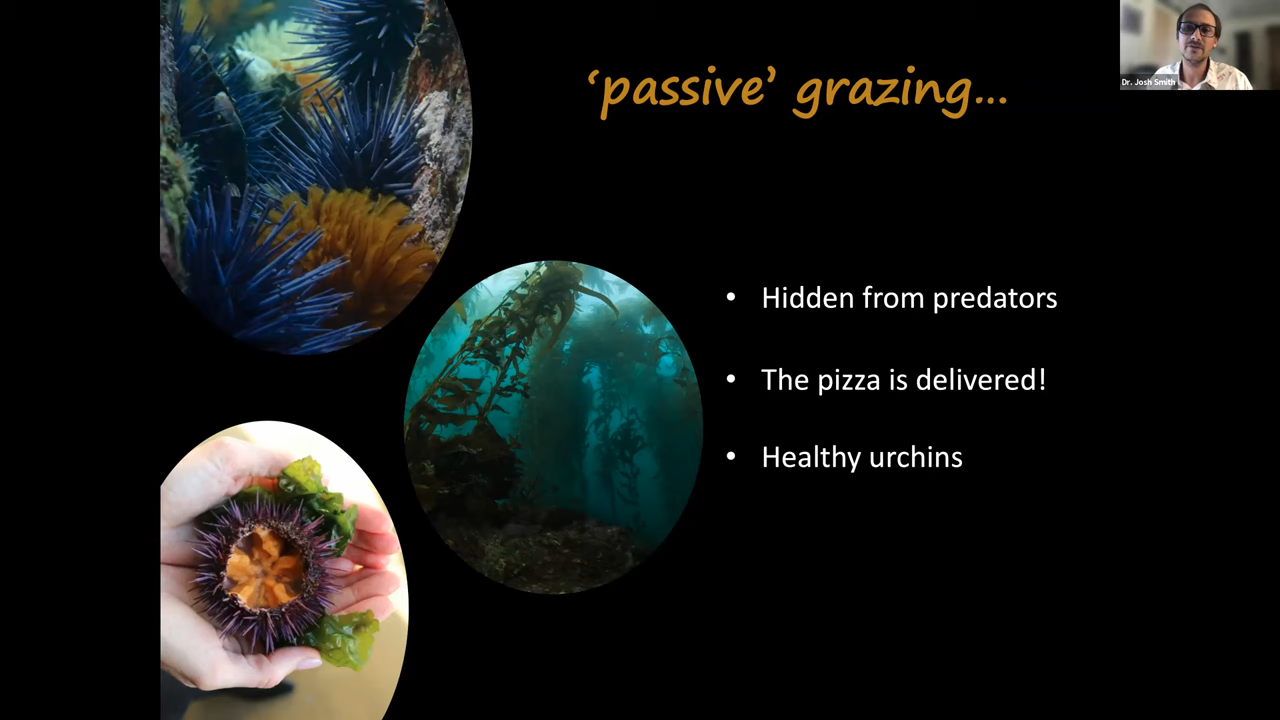 ‘passive’ grazing...
Dr. Josh Smith
• Hidden from predators
• The pizza is delivered!
• Healthy urchins